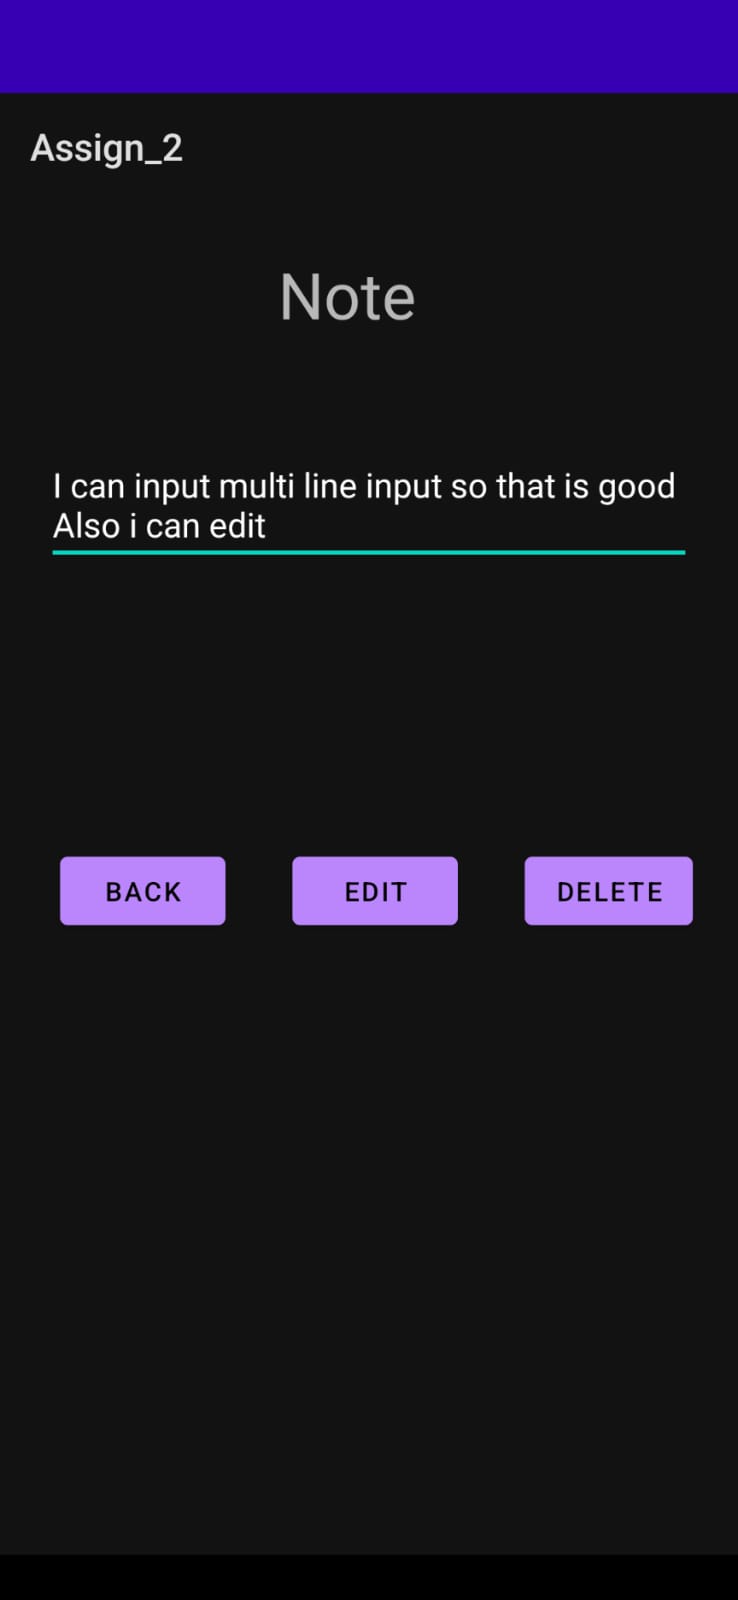 Assign_2
Note
I can input multi line input so that is good
Also i can edit
BACK
EDIT
DELETE